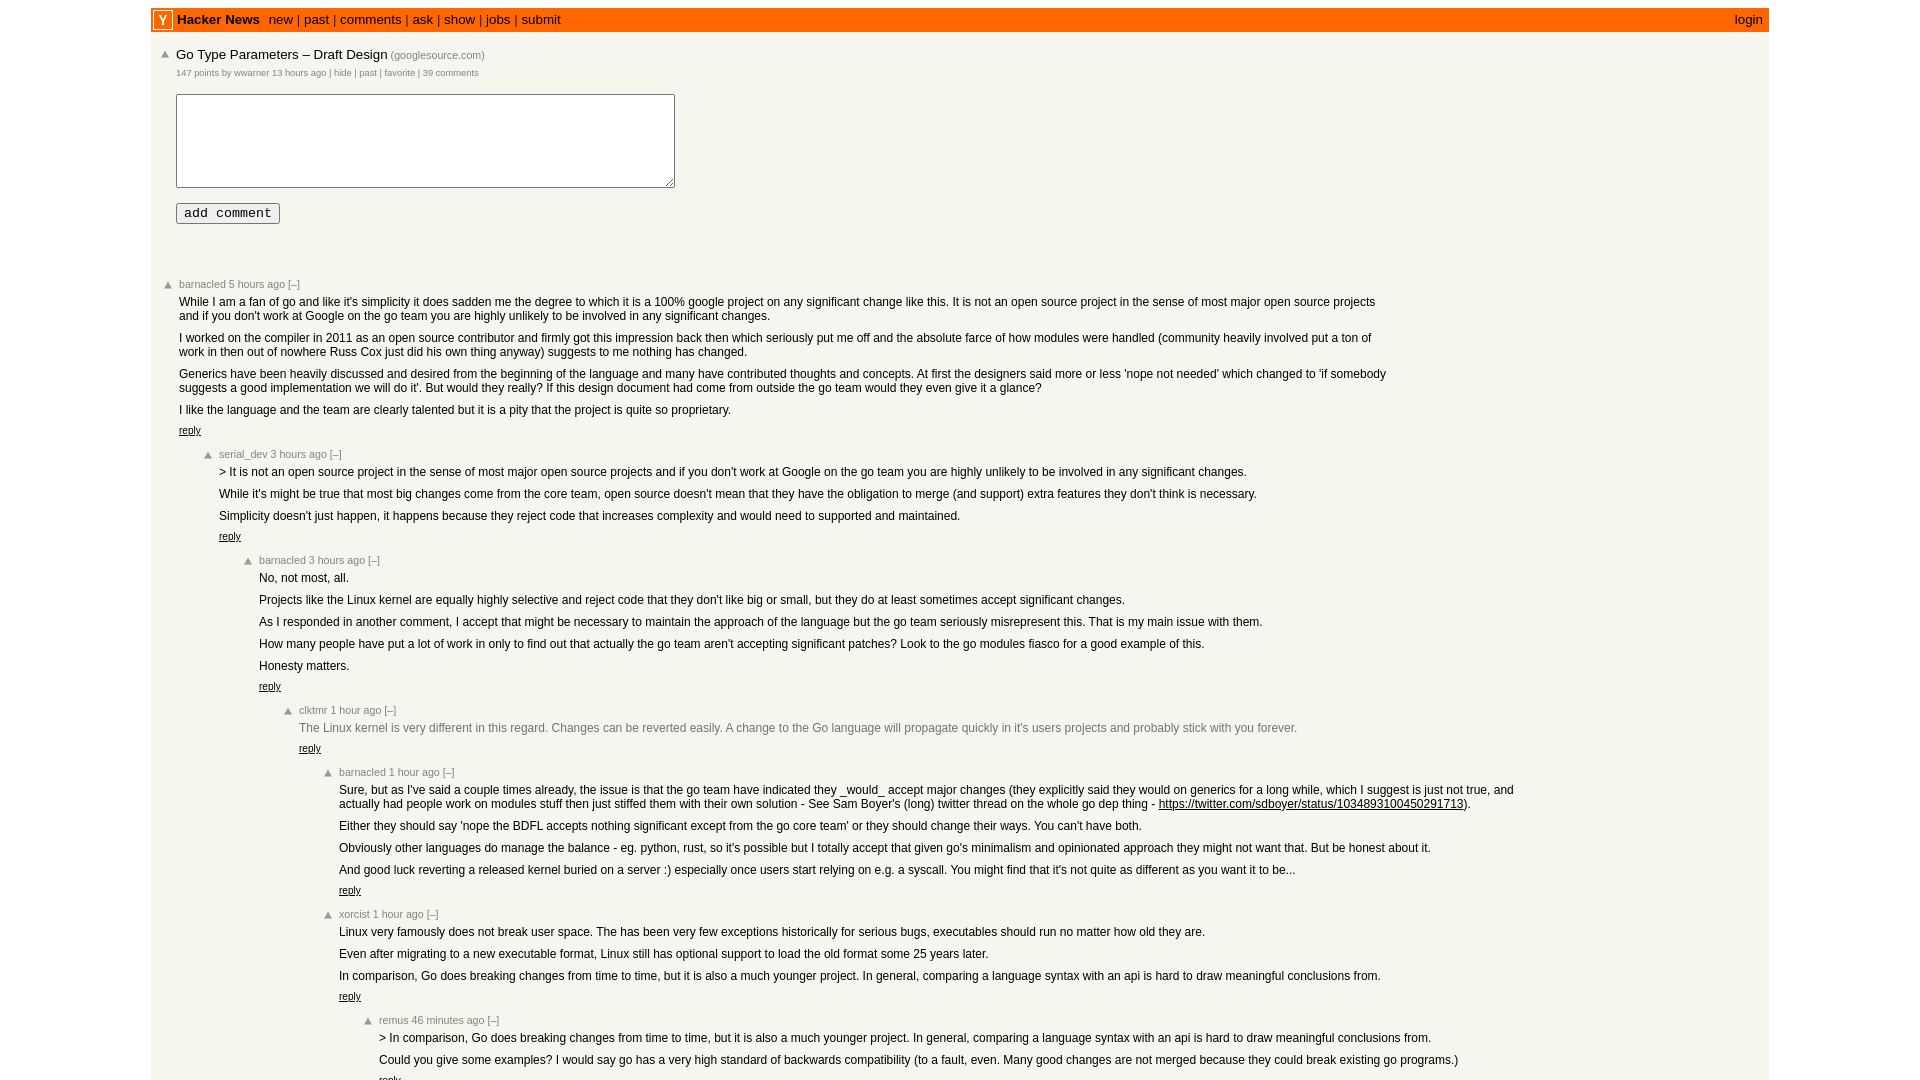 Y Hacker News new | past | comments | ask | show | jobs | submit login
Go Type Parameters – Draft Design (googlesource.com)
147 points by wwarner 13 hours ago | hide | past | favorite | 39 comments
add comment
barnacled 5 hours ago [–]
While I am a fan of go and like it's simplicity it does sadden me the degree to which it is a 100% google project on any significant change like this. It is not an open source project in the sense of most major open source projects
and if you don't work at Google on the go team you are highly unlikely to be involved in any significant changes.
I worked on the compiler in 2011 as an open source contributor and firmly got this impression back then which seriously put me off and the absolute farce of how modules were handled (community heavily involved put a ton of
work in then out of nowhere Russ Cox just did his own thing anyway) suggests to me nothing has changed.
Generics have been heavily discussed and desired from the beginning of the language and many have contributed thoughts and concepts. At first the designers said more or less 'nope not needed' which changed to 'if somebody
suggests a good implementation we will do it'. But would they really? If this design document had come from outside the go team would they even give it a glance?
I like the language and the team are clearly talented but it is a pity that the project is quite so proprietary.
reply
serial_dev 3 hours ago [–]
> It is not an open source project in the sense of most major open source projects and if you don't work at Google on the go team you are highly unlikely to be involved in any significant changes.
While it's might be true that most big changes come from the core team, open source doesn't mean that they have the obligation to merge (and support) extra features they don't think is necessary.
Simplicity doesn't just happen, it happens because they reject code that increases complexity and would need to supported and maintained.
reply
barnacled 3 hours ago [–]
No, not most, all.
Projects like the Linux kernel are equally highly selective and reject code that they don't like big or small, but they do at least sometimes accept significant changes.
As I responded in another comment, I accept that might be necessary to maintain the approach of the language but the go team seriously misrepresent this. That is my main issue with them.
How many people have put a lot of work in only to find out that actually the go team aren't accepting significant patches? Look to the go modules fiasco for a good example of this.
Honesty matters.
reply
clktmr 1 hour ago [–]
The Linux kernel is very different in this regard. Changes can be reverted easily. A change to the Go language will propagate quickly in it's users projects and probably stick with you forever.
reply
barnacled 1 hour ago [–]
Sure, but as I've said a couple times already, the issue is that the go team have indicated they _would_ accept major changes (they explicitly said they would on generics for a long while, which I suggest is just not true, and
actually had people work on modules stuff then just stiffed them with their own solution - See Sam Boyer's (long) twitter thread on the whole go dep thing - https://twitter.com/sdboyer/status/1034893100450291713).
Either they should say 'nope the BDFL accepts nothing significant except from the go core team' or they should change their ways. You can't have both.
Obviously other languages do manage the balance - eg. python, rust, so it's possible but I totally accept that given go's minimalism and opinionated approach they might not want that. But be honest about it.
And good luck reverting a released kernel buried on a server :) especially once users start relying on e.g. a syscall. You might find that it's not quite as different as you want it to be...
reply
xorcist 1 hour ago [–]
Linux very famously does not break user space. The has been very few exceptions historically for serious bugs, executables should run no matter how old they are.
Even after migrating to a new executable format, Linux still has optional support to load the old format some 25 years later.
In comparison, Go does breaking changes from time to time, but it is also a much younger project. In general, comparing a language syntax with an api is hard to draw meaningful conclusions from.
reply
remus 46 minutes ago [–]
> In comparison, Go does breaking changes from time to time, but it is also a much younger project. In general, comparing a language syntax with an api is hard to draw meaningful conclusions from.
Could you give some examples? I would say go has a very high standard of backwards compatibility (to a fault, even. Many good changes are not merged because they could break existing go programs.)
reply